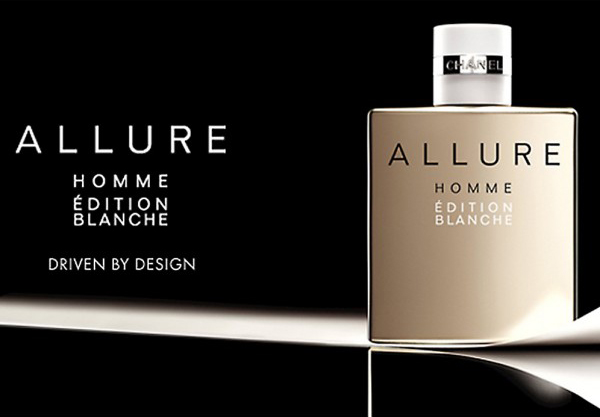 ALLURE
HOMME
ÉDITION
BLANCHE
DRIVEN BY DESIGN
CHANEL
ALLURE
HOMME
ÉDITION
BLANCHE